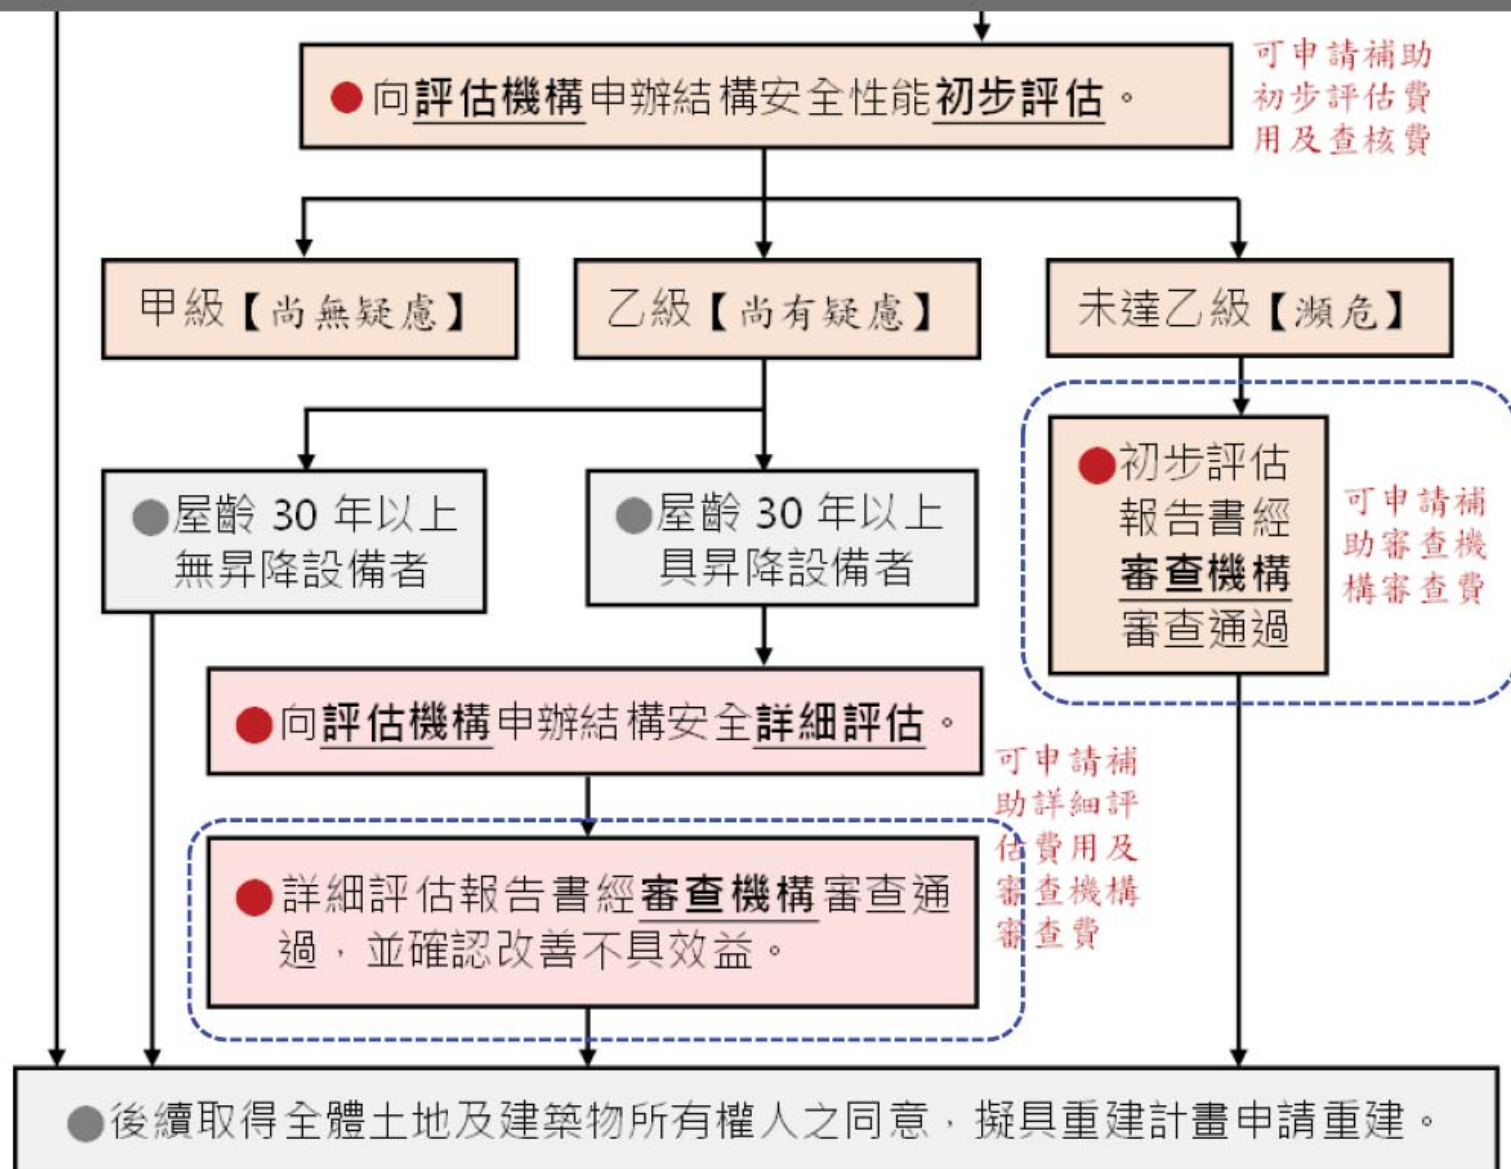 ●向評估機構申辦結構安全性能初步評估。
可申請補助
初步評估費
用及查核費
甲級【尚無疑慮】
乙級【尚有疑慮】
未達乙級【瀕危】
●屋齡 30 年以上
無昇降設備者
●屋齡 30 年以上
具昇降設備者
●初步評估
報告書經
審查機構
審查通過
可申請補
助審查機
構審查費
●向評估機構申辦結構安全詳細評估。
可申請補
助詳細評
估費用及
審查機構
審查費
●詳細評估報告書經審查機構審查通
過，並確認改善不具效益。
●後續取得全體土地及建築物所有權人之同意，擬具重建計畫申請重建。